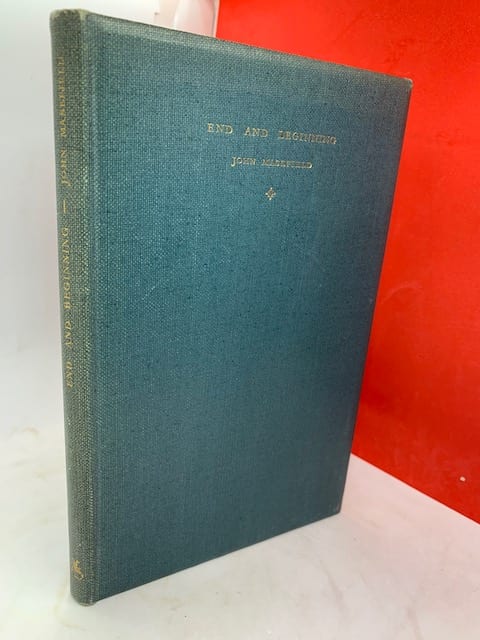 END AND BEGINNING
JOHN MASEFIELD
END AND BEGINNING — JOHN MASEFIELD